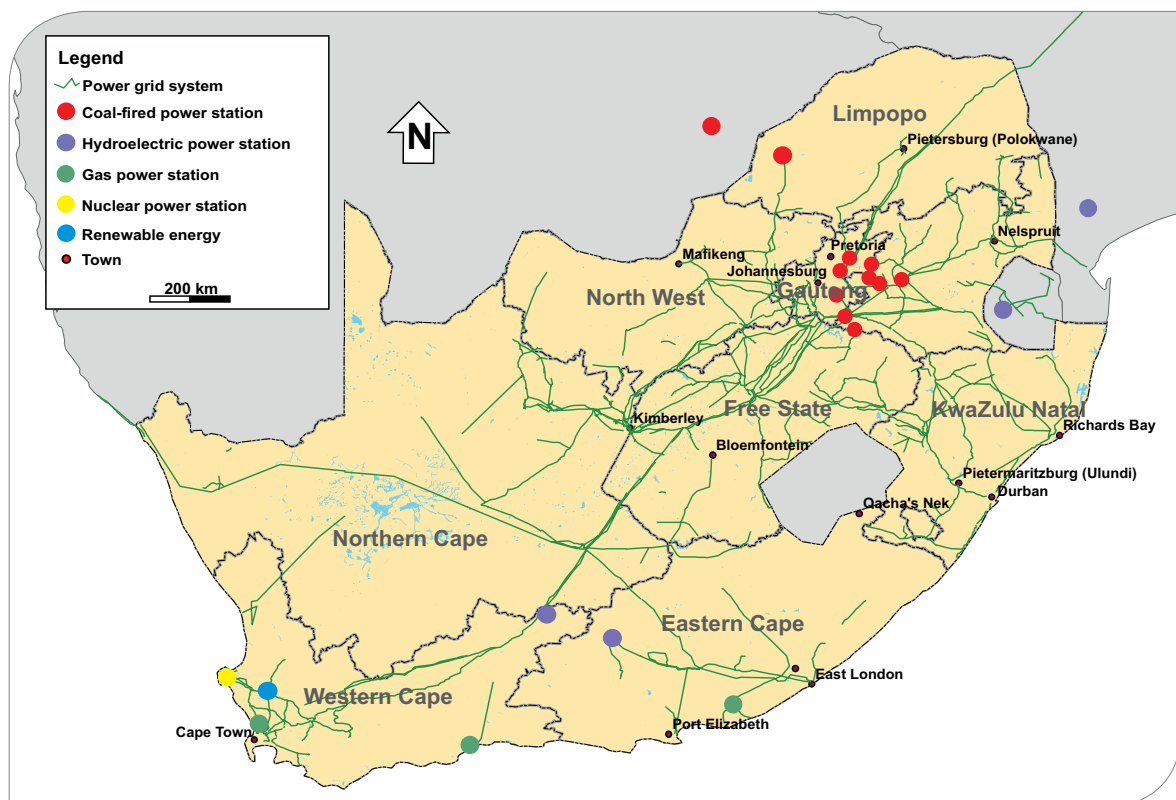 Legend
Power grid system
Coal-fired power station
Hydroelectric power station
Gas power station
Nuclear power station
Renewable energy
Town
200 km
N
Limpopo
Pietersburg (Polokwane)
Nelspruit
Pretoria
Mafikeng
Johannesburg
Gauteng
North West
Free State
KwaZulu Natal
Kimberley
Richards Bay
Bloemfontein
Pietermaritzburg (Ulundi)
Durban
Qacha's Nek
Northern Cape
Eastern Cape
East London
Western Cape
Port Elizabeth
Cape Town